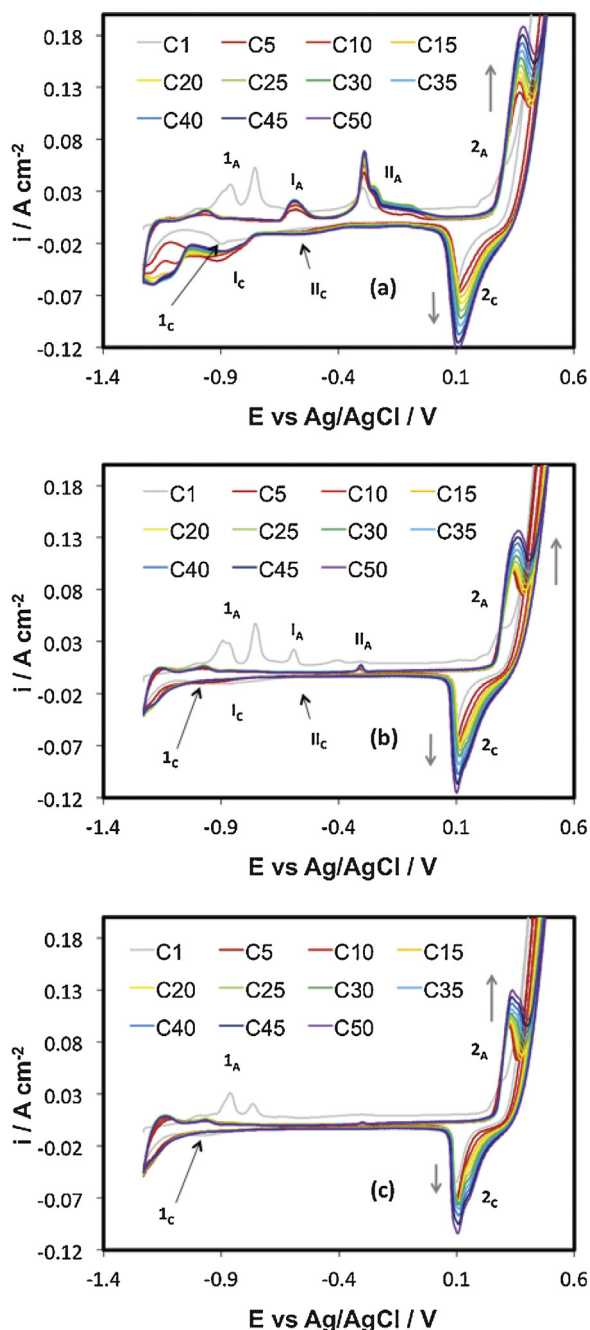 0.18
0.13
0.08
0.03
-0.02
-0.07
-0.12
i / A cm-2
C1 C5 C10 C15
C20 C25 C30 C35
C40 C45 C50
1A
IA
IIA
2A
1C
IC
IIC
(a)
2C
-1.4 -0.9 -0.4 0.1 0.6
E vs Ag/AgCl / V
0.18
0.13
0.08
0.03
-0.02
-0.07
-0.12
i / A cm-2
C1 C5 C10 C15
C20 C25 C30 C35
C40 C45 C50
1A
IA
IIA
2A
1C
IC
IIC
(b)
2C
-1.4 -0.9 -0.4 0.1 0.6
E vs Ag/AgCl / V
0.18
0.13
0.08
0.03
-0.02
-0.07
-0.12
i / A cm-2
C1 C5 C10 C15
C20 C25 C30 C35
C40 C45 C50
1A
2A
1C
(c)
2C
-1.4 -0.9 -0.4 0.1 0.6
E vs Ag/AgCl / V